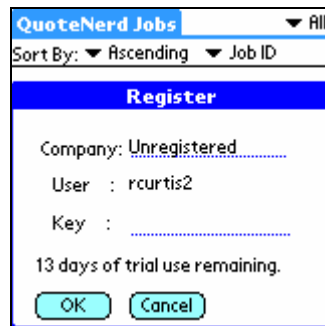 QuoteNerd Jobs All
Sort By: Ascending Job ID
Register
Company: Unregistered
User : rcurtis2
Key :
13 days of trial use remaining.
OK Cancel